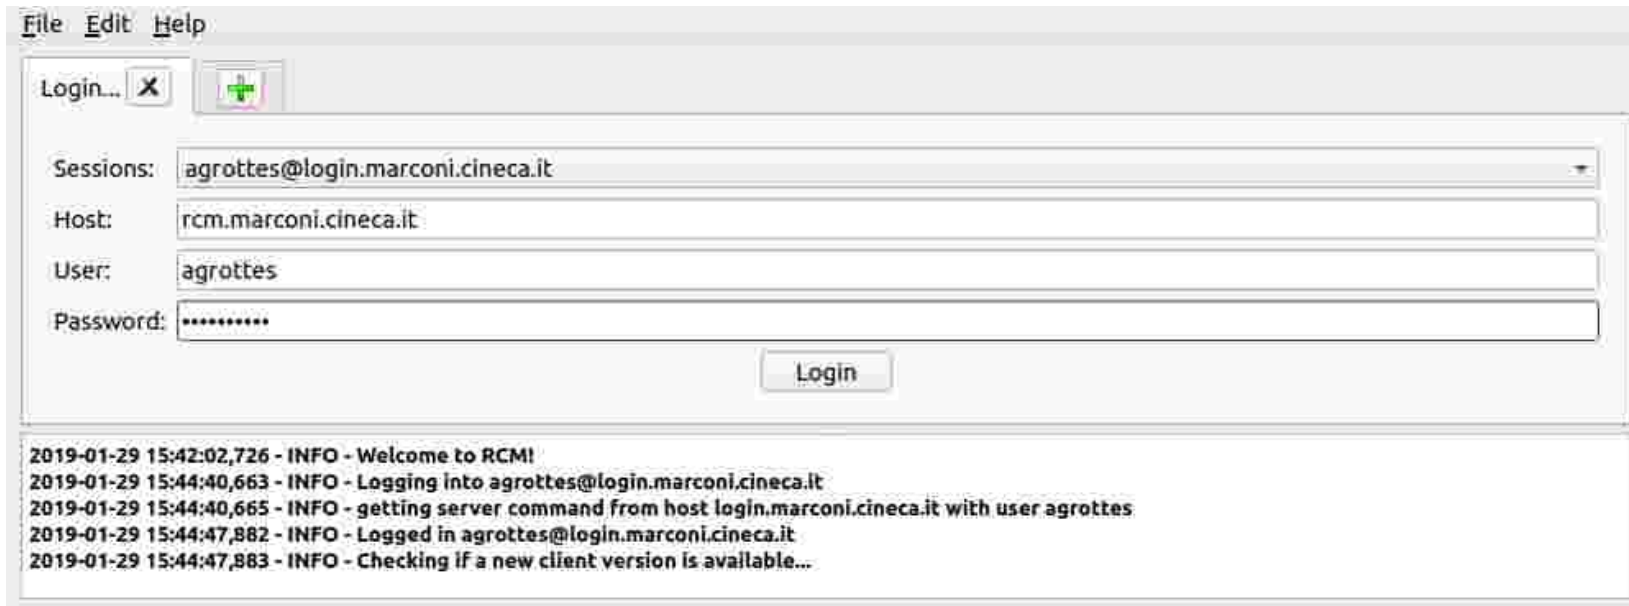 File Edit Help
Login...
Sessions: agrottes@login.marconi.cineca.it
Host: rcm.marconi.cineca.it
User: agrottes
Password: ••••••••••
Login
2019-01-29 15:42:02,726 - INFO - Welcome to RCM!
2019-01-29 15:44:40,663 - INFO - Logging into agrottes@login.marconi.cineca.it
2019-01-29 15:44:40,665 - INFO - getting server command from host login.marconi.cineca.it with user agrottes
2019-01-29 15:44:47,882 - INFO - Logged in agrottes@login.marconi.cineca.it
2019-01-29 15:44:47,883 - INFO - Checking if a new client version is available...